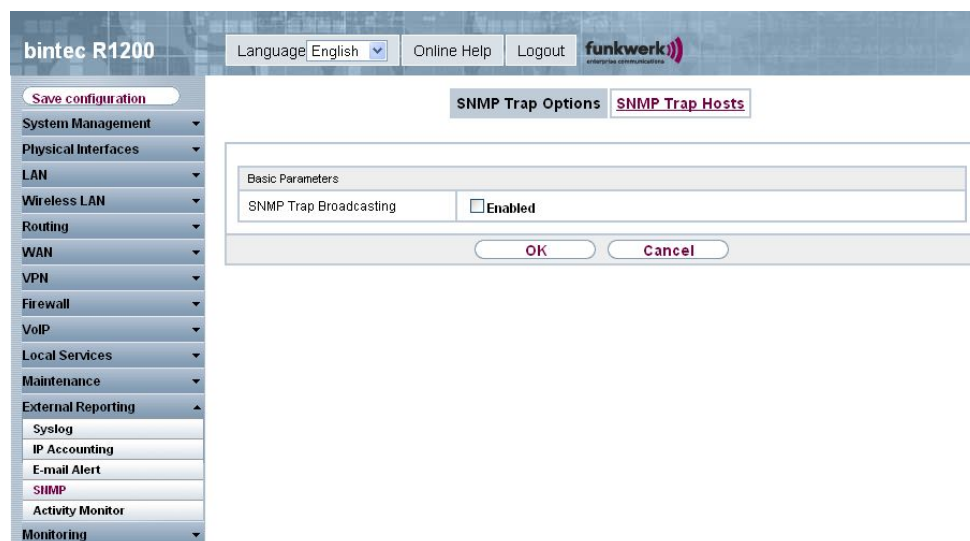 bintec R1200
Language English Online Help Logout funkwerk
enterprise communications
Save configuration
System Management
Physical Interfaces
LAN
Wireless LAN
Routing
WAN
VPN
Firewall
VoIP
Local Services
Maintenance
External Reporting
Syslog
IP Accounting
E-mail Alert
SNMP
Activity Monitor
Monitoring
SNMP Trap Options SNMP Trap Hosts
Basic Parameters
SNMP Trap Broadcasting Enabled
OK Cancel